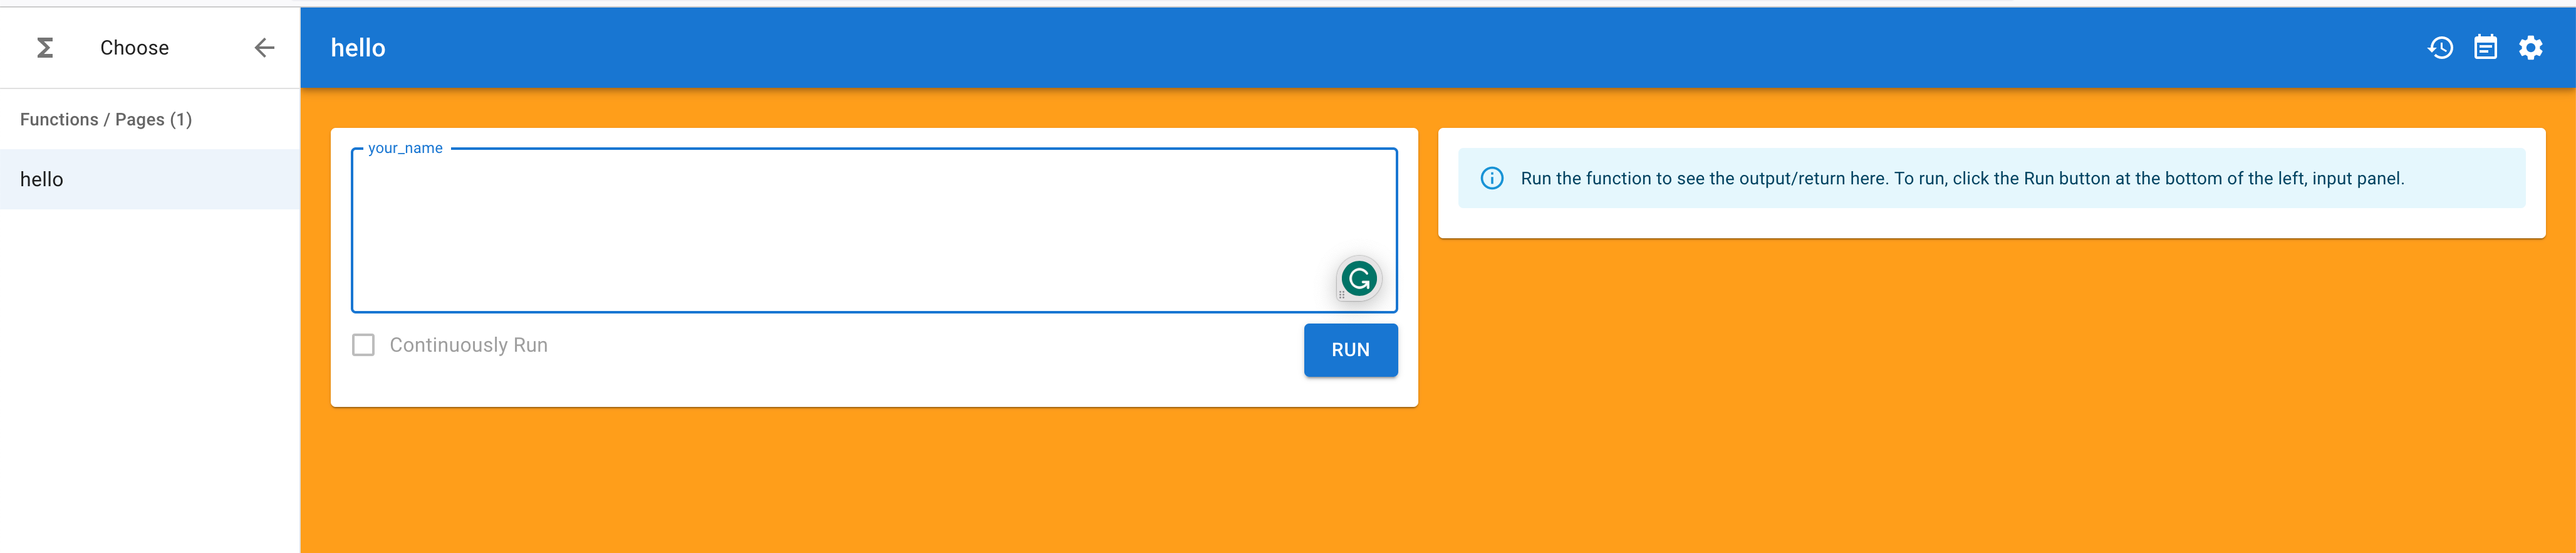 Choose
hello
Functions / Pages (1)
hello
your_name
Run the function to see the output/return here. To run, click the Run button at the bottom of the left, input panel.
Continuously Run
RUN